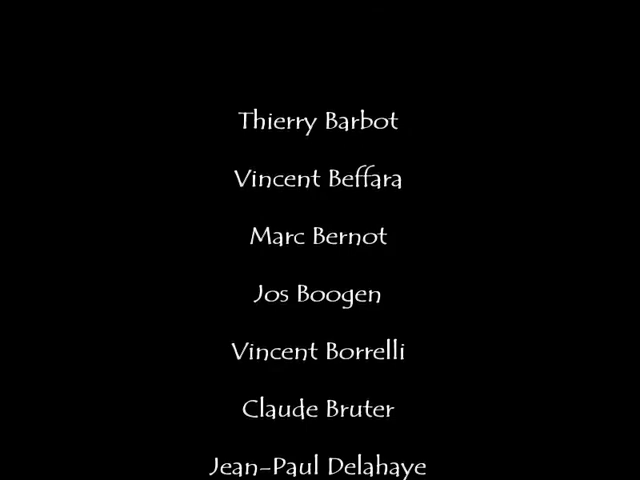 Thierry Barbot
Vincent Beffara
Marc Bernot
Jos Boogen
Vincent Borrelli
Claude Bruter
Jean-Paul Delahaye